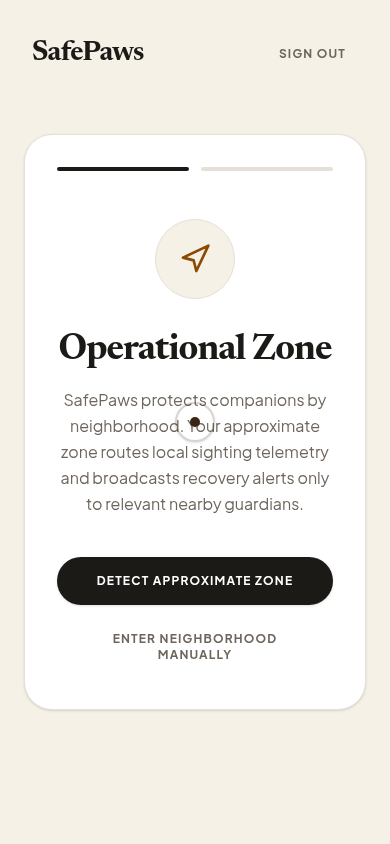 SafePaws
SIGN OUT
Operational Zone
SafePaws protects companions by
neighborhood. Your approximate
zone routes local sighting telemetry
and broadcasts recovery alerts only
to relevant nearby guardians.
DETECT APPROXIMATE ZONE
ENTER NEIGHBORHOOD
MANUALLY